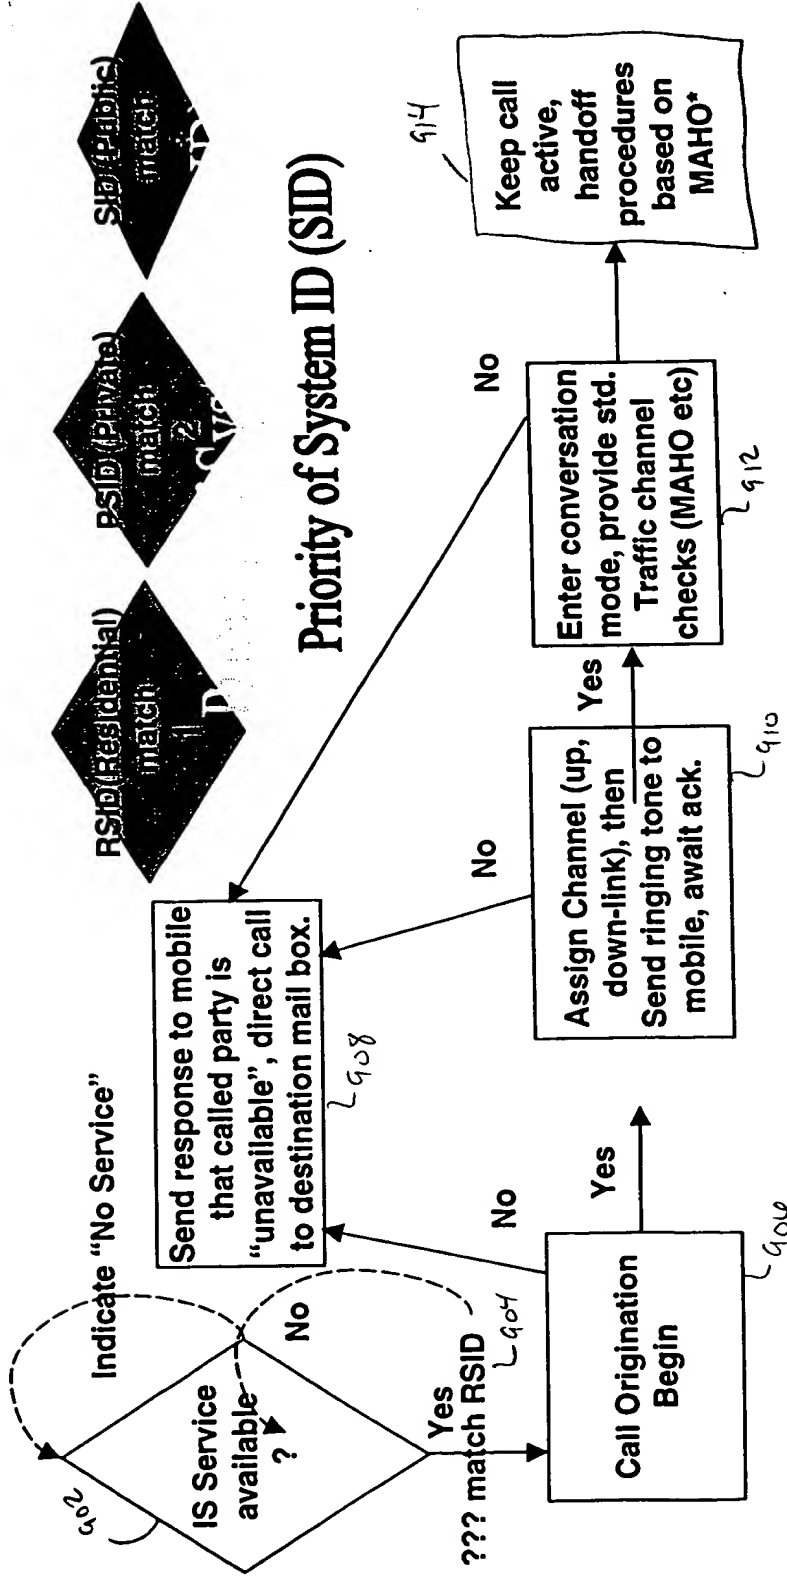 Indicate “No Service”
902
IS Service
available
?
No
Yes
??? match RSID
904
Call Origination
Begin
906
No
Yes
Send response to mobile
that called party is
“unavailable”, direct call
to destination mail box.
908
Assign Channel (up,
down-link), then
Send ringing tone to
mobile, await ack.
910
No
Yes
Enter conversation
mode, provide std.
Traffic channel
checks (MAHO etc)
912
No
Keep call
active,
handoff
procedures
based on
MAHO*
914
RSID(Residential)
match
1
PSID (Private)
match
2
SID (Public)
match
Priority of System ID (SID)